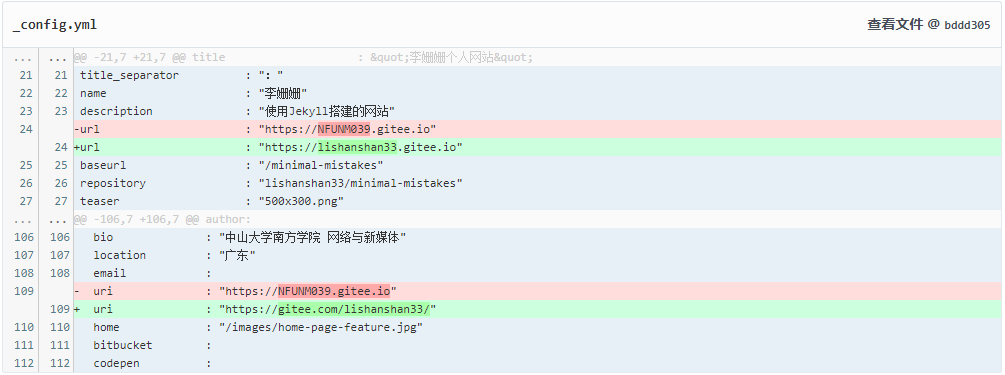 _config.yml 查看文件 @ bddd305
... ... @@ -21,7 +21,7 @@ title : &quot;李姗姗个人网站&quot;
21 21 title_separator : ": "
22 22 name : "李姗姗"
23 23 description : "使用Jekyll搭建的网站"
24 -url : "https://NFUNM039.gitee.io"
24 +url : "https://lishanshan33.gitee.io"
25 25 baseurl : "/minimal-mistakes"
26 26 repository : "lishanshan33/minimal-mistakes"
27 27 teaser : "500x300.png"
... ... @@ -106,7 +106,7 @@ author:
106 106 bio : "中山大学南方学院 网络与新媒体"
107 107 location : "广东"
108 108 email :
109 - uri : "https://NFUNM039.gitee.io"
109 + uri : "https://gitee.com/lishanshan33/"
110 110 home : "/images/home-page-feature.jpg"
111 111 bitbucket :
112 112 codepen :